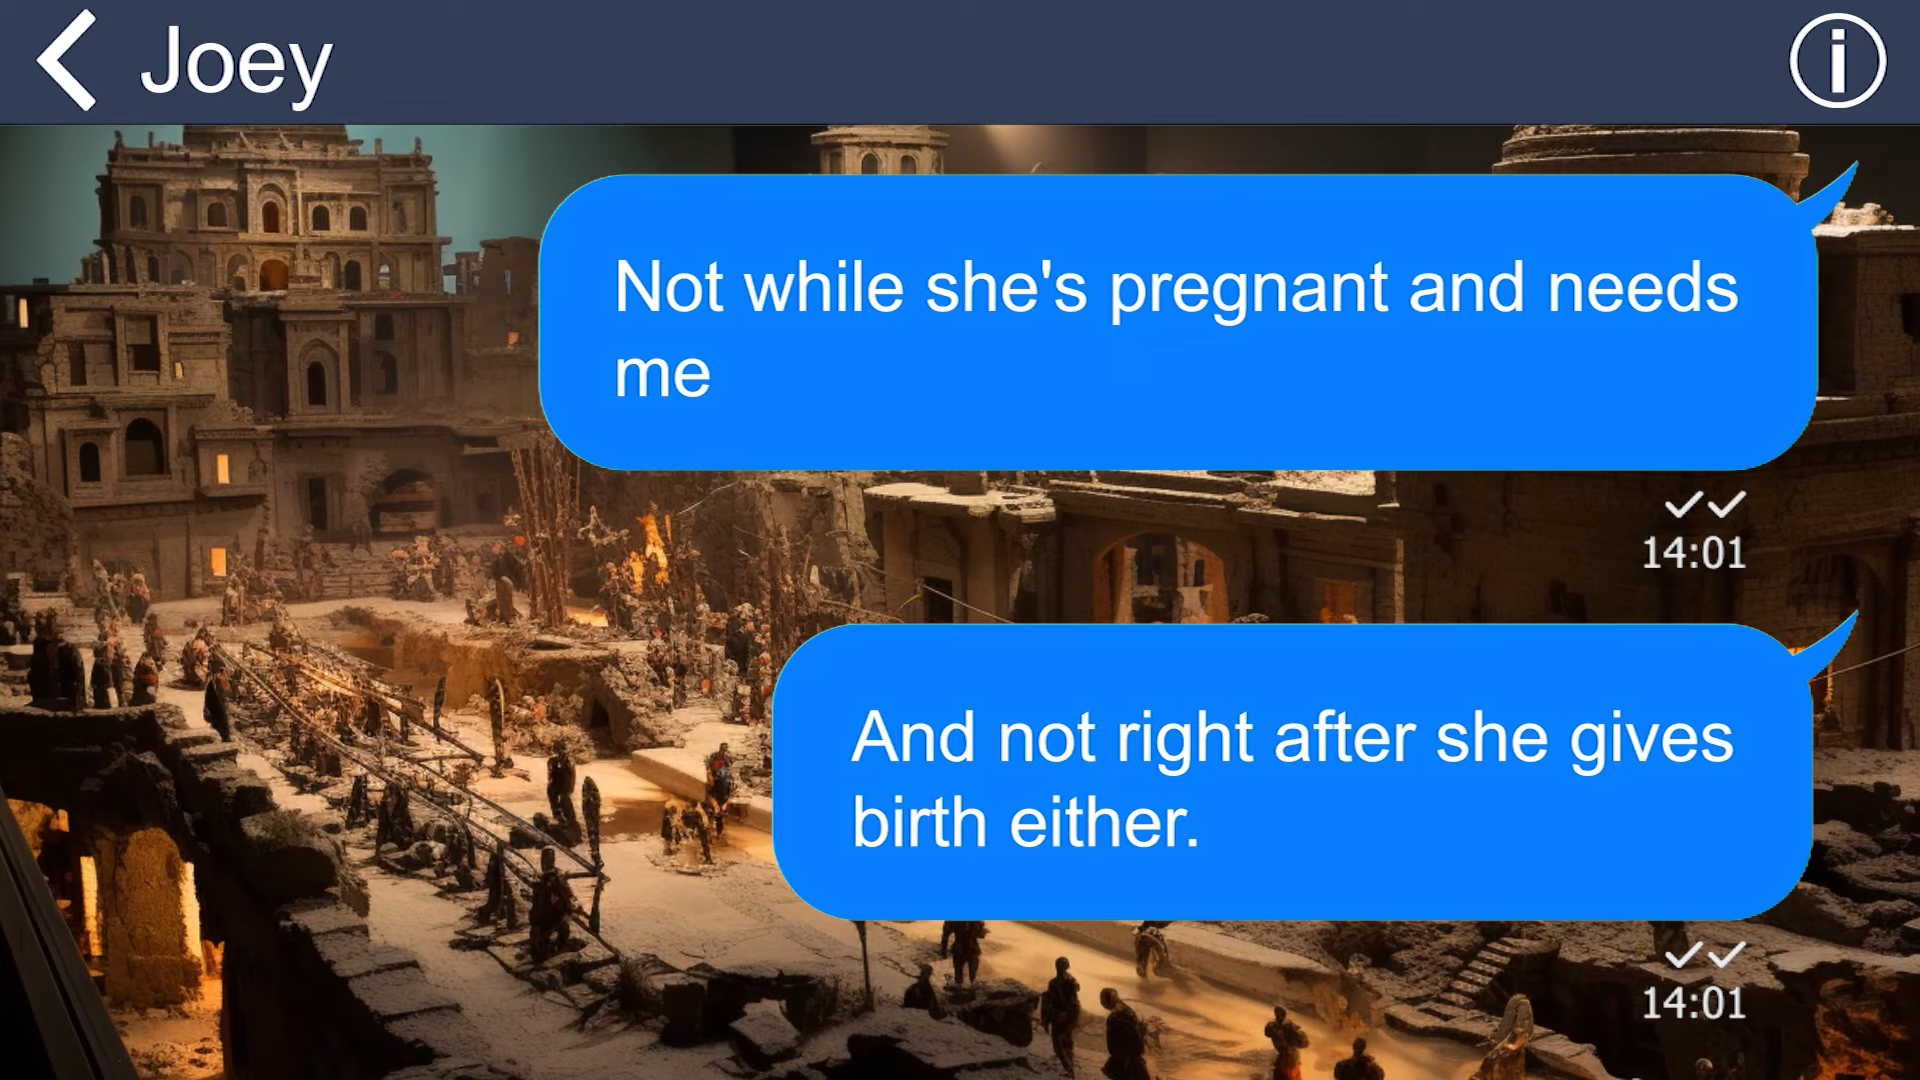 Joey
Not while she's pregnant and needs
me
14:01
And not right after she gives
birth either.
14:01